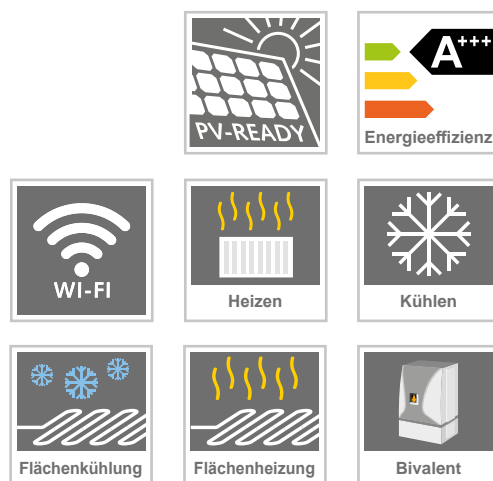 PV-READY
A+++
Energieeffizienz
WI-FI
Heizen
Kühlen
Flächenkühlung
Flächenheizung
Bivalent